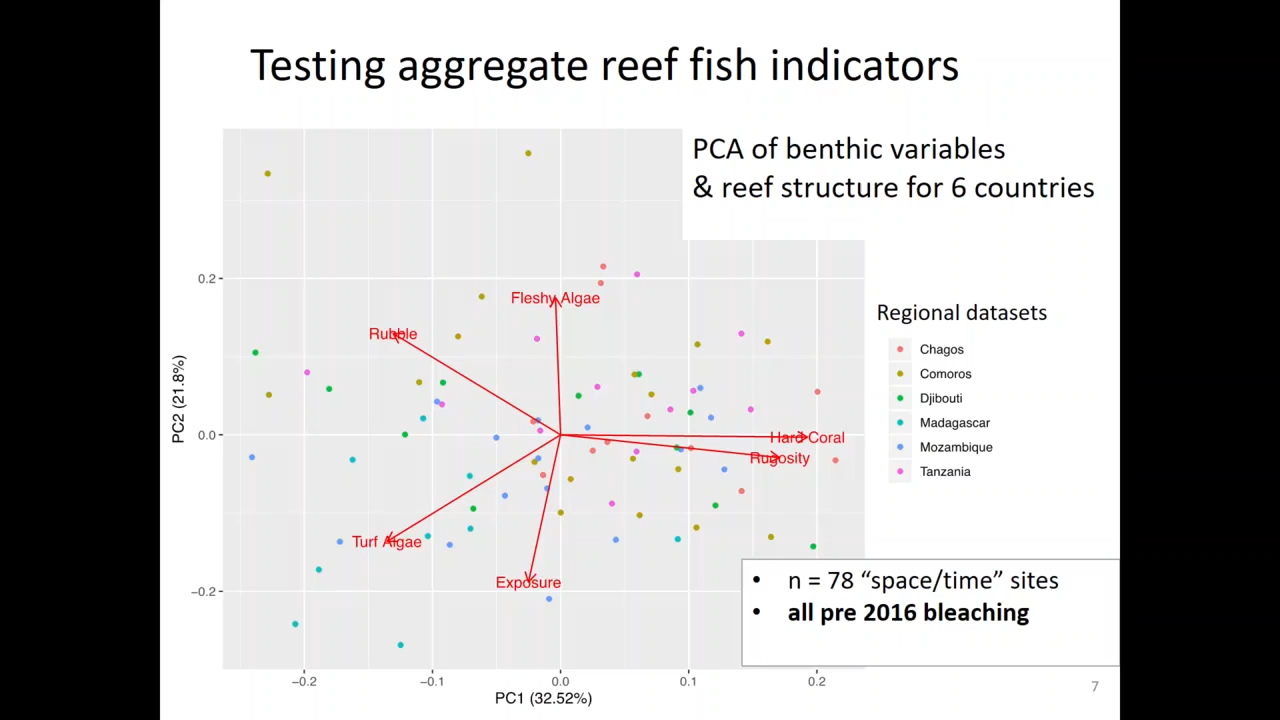 Testing aggregate reef fish indicators
PCA of benthic variables
& reef structure for 6 countries
0.2
0.0
−0.2
PC2 (21.8%)
Fleshy Algae
Rubble
Hard Coral
Rugosity
Turf Algae
Exposure
−0.2
−0.1
0.0
0.1
0.2
PC1 (32.52%)
Regional datasets
Chagos
Comoros
Djibouti
Madagascar
Mozambique
Tanzania
• n = 78 “space/time” sites
• all pre 2016 bleaching
7